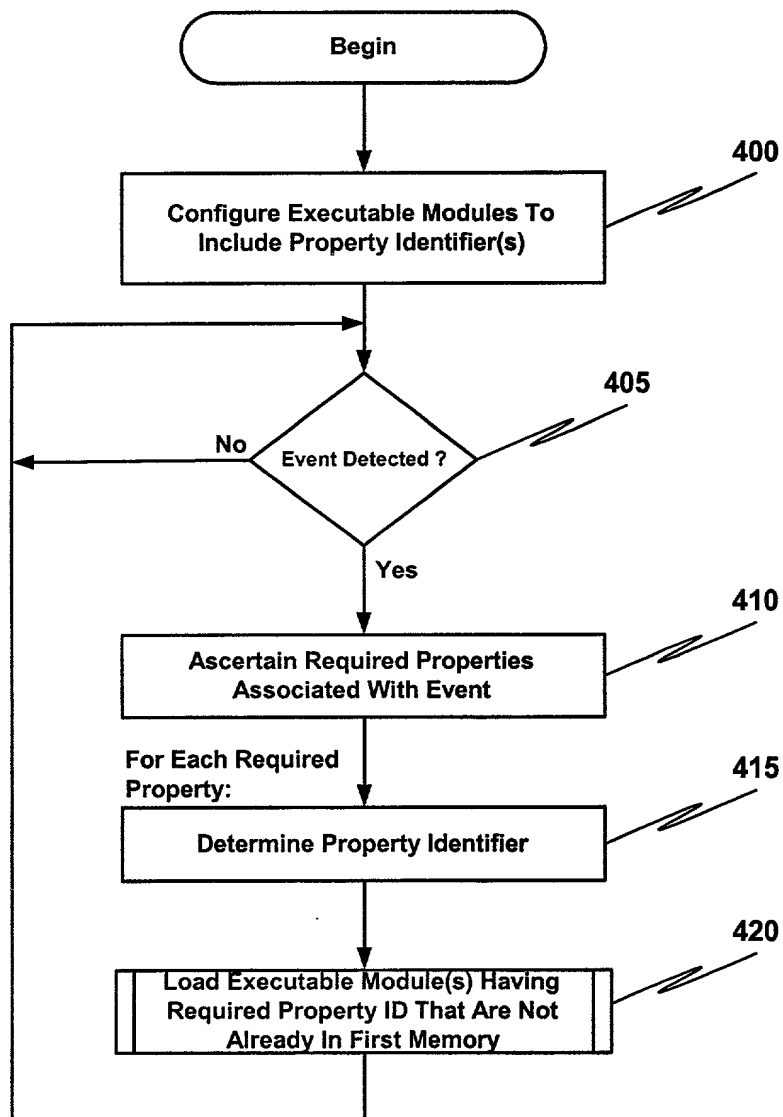 Begin
400
Configure Executable Modules To
Include Property Identifier(s)
405
No
Event Detected ?
Yes
410
Ascertain Required Properties
Associated With Event
For Each Required
Property:
415
Determine Property Identifier
420
Load Executable Module(s) Having
Required Property ID That Are Not
Already In First Memory